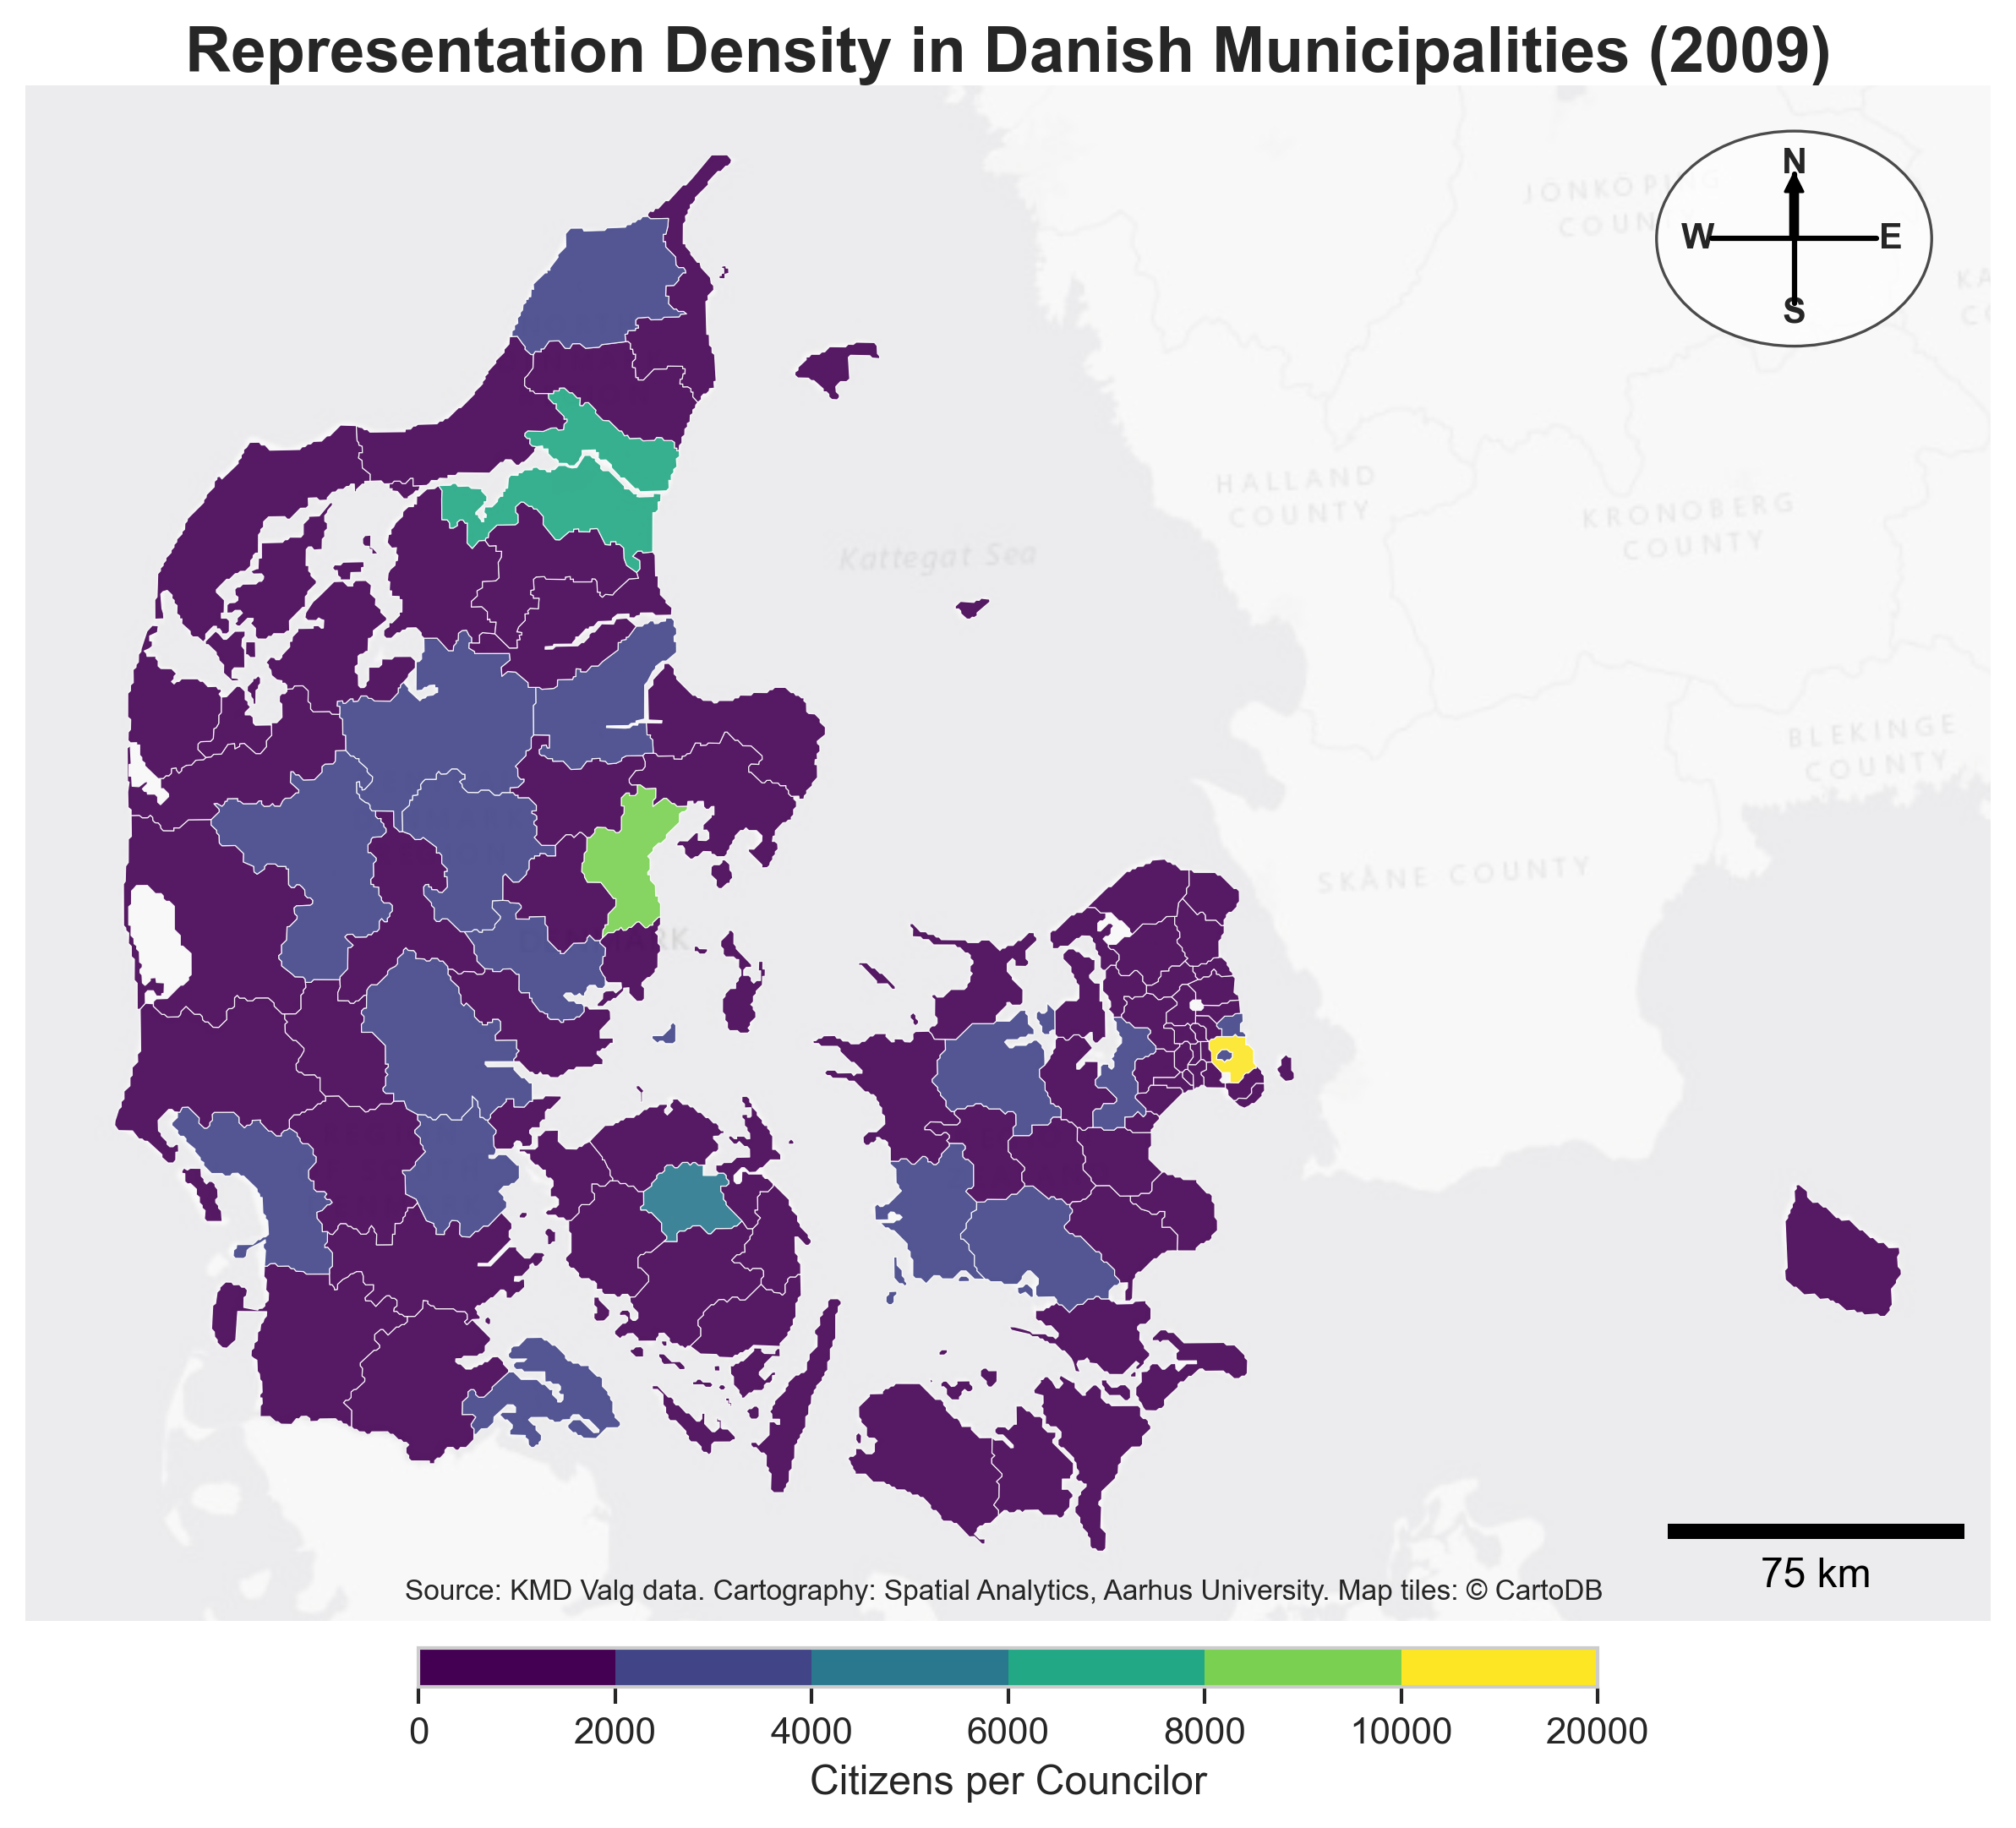 Representation Density in Danish Municipalities (2009)
N
W
E
S
HALLAND
COUNTY
KRONOBERG
COUNTY
Kattegat Sea
BLEKINGE
COUNTY
SKÅNE COUNTY
75 km
Source: KMD Valg data. Cartography: Spatial Analytics, Aarhus University. Map tiles: © CartoDB
0 2000 4000 6000 8000 10000 20000
Citizens per Councilor